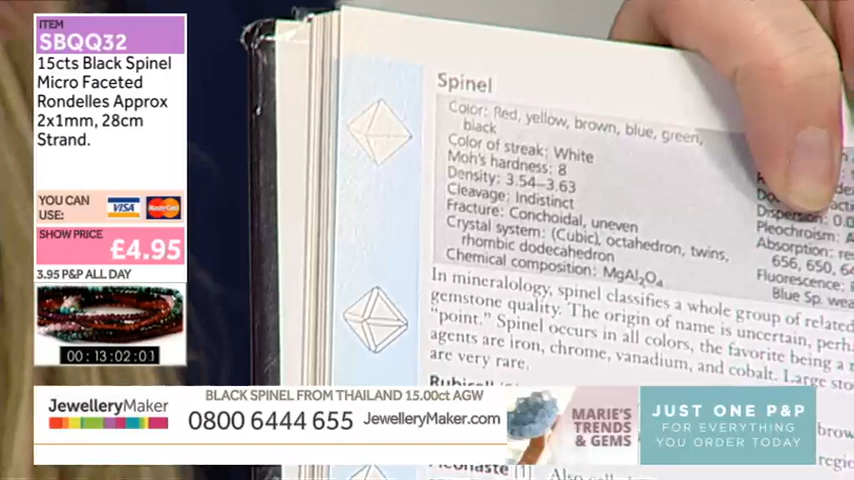 ITEM
SBQQ32
15cts Black Spinel
Micro Faceted
Rondelles Approx
2x1mm, 28cm
Strand.
YOU CAN
USE:
VISA
MasterCard
SHOW PRICE
£4.95
3.95 P&P ALL DAY
00:13:02:01
Spinel
Color: Red, yellow, brown, blue, green,
black
Color of streak: White
Moh's hardness: 8
Density: 3.54–3.63
Cleavage: Indistinct
Fracture: Conchoidal, uneven
Crystal system: (Cubic), octahedron, twins,
rhombic dodecahedron
Chemical composition: MgAl₂O₄
Dispersion: 0.0
Pleochroism:
Absorption:
656, 650, 64
Fluorescence:
Blue Sp.
In mineralogy, spinel classifies a whole group of related
gemstone quality. The origin of name is uncertain,
"point." Spinel occurs in all colors, the favorite being a
agents are iron, chrome, vanadium, and cobalt. Large
are very rare.
JewelleryMaker
BLACK SPINEL FROM THAILAND 15.00ct AGW
0800 6444 655 JewelleryMaker.com
MARIE'S
TRENDS
& GEMS
JUST ONE P&P
FOR EVERYTHING
YOU ORDER TODAY
[1] Also